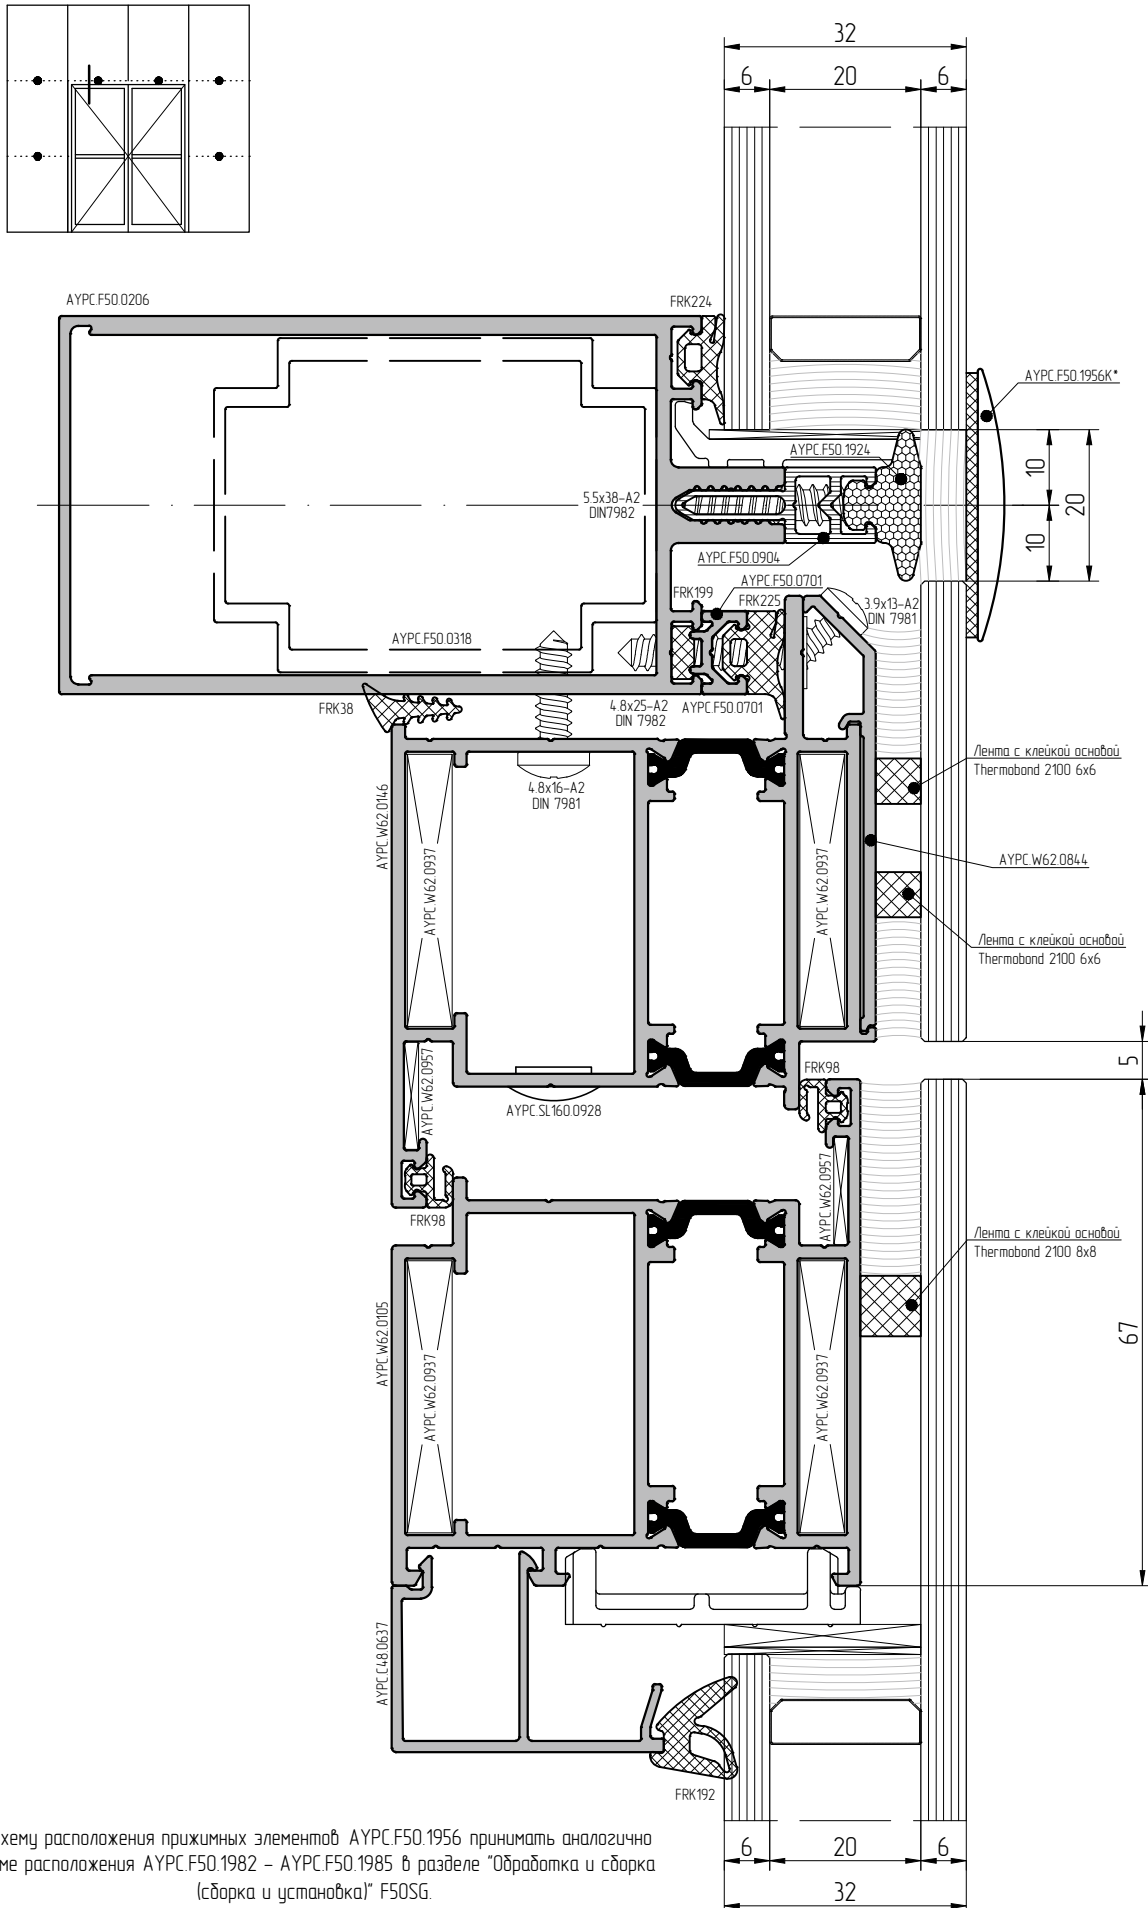 32
6
20
6
AYPC.F50.0206
FRK224
AYPC.F50.1956K*
AYPC.F50.1924
10
20
10
5.5x38-A2
DIN7982
AYPC.F50.0904
AYPC.F50.0701
FRK199
FRK225
3.9x13-A2
DIN 7981
AYPC.F50.0318
FRK38
4.8x25-A2
DIN 7982
AYPC.F50.0701
Лента с клейкой основой
Thermobond 2100 6x6
4.8x16-A2
DIN 7981
AYPC.W62.0146
AYPC.W62.0937
AYPC.W62.0937
AYPC.W62.0844
Лента с клейкой основой
Thermobond 2100 6x6
5
AYPC.W62.0957
FRK98
AYPC.SL160.0928
AYPC.W62.0957
FRK98
Лента с клейкой основой
Thermobond 2100 8x8
AYPC.W62.0105
AYPC.W62.0937
AYPC.W62.0937
67
AYPC.C48.0637
FRK192
хему расположения прижимных элементов AYPC.F50.1956 принимать аналогично
ме расположения AYPC.F50.1982 - AYPC.F50.1985 в разделе "Обработка и сборка
(сборка и установка)" F50SG.
6
20
6
32